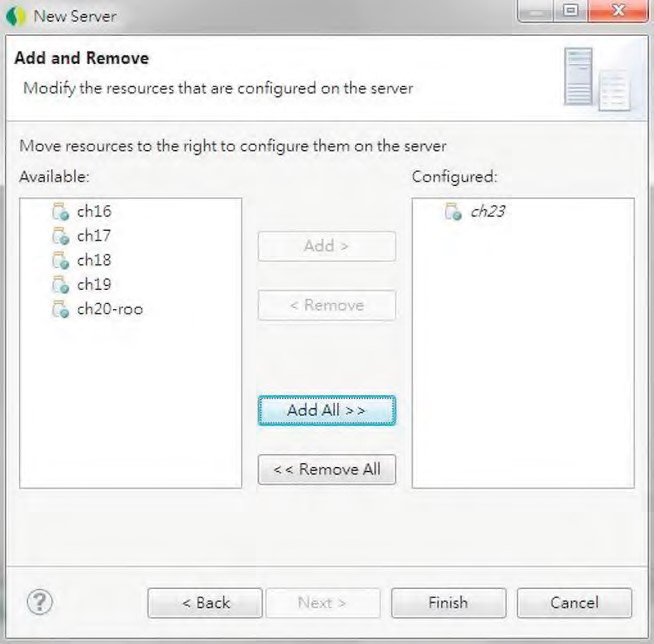 New Server
Add and Remove
Modify the resources that are configured on the server
Move resources to the right to configure them on the server
Available:
ch16
ch17
ch18
ch19
ch20-roo
Add >
< Remove
Add All >>
<< Remove All
Configured:
ch23
?
< Back
Next >
Finish
Cancel